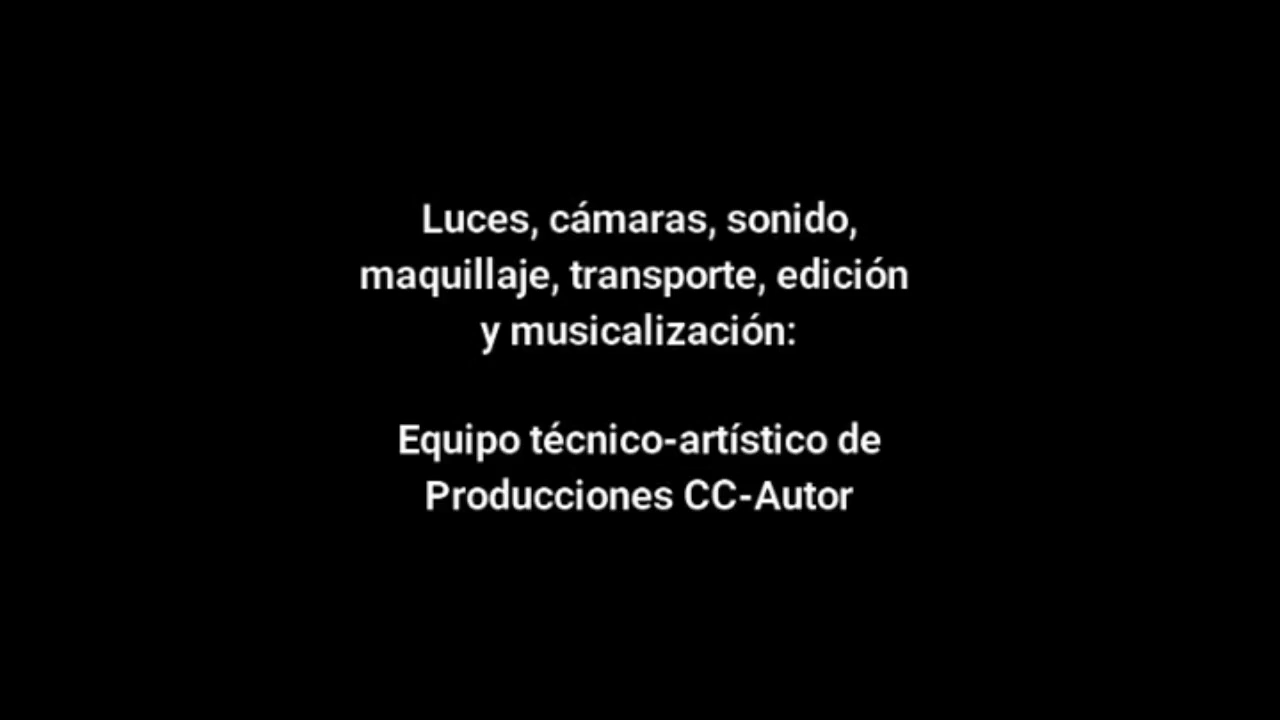 Luces, cámaras, sonido,
maquillaje, transporte, edición
y musicalización:
Equipo técnico-artístico de
Producciones CC-Autor